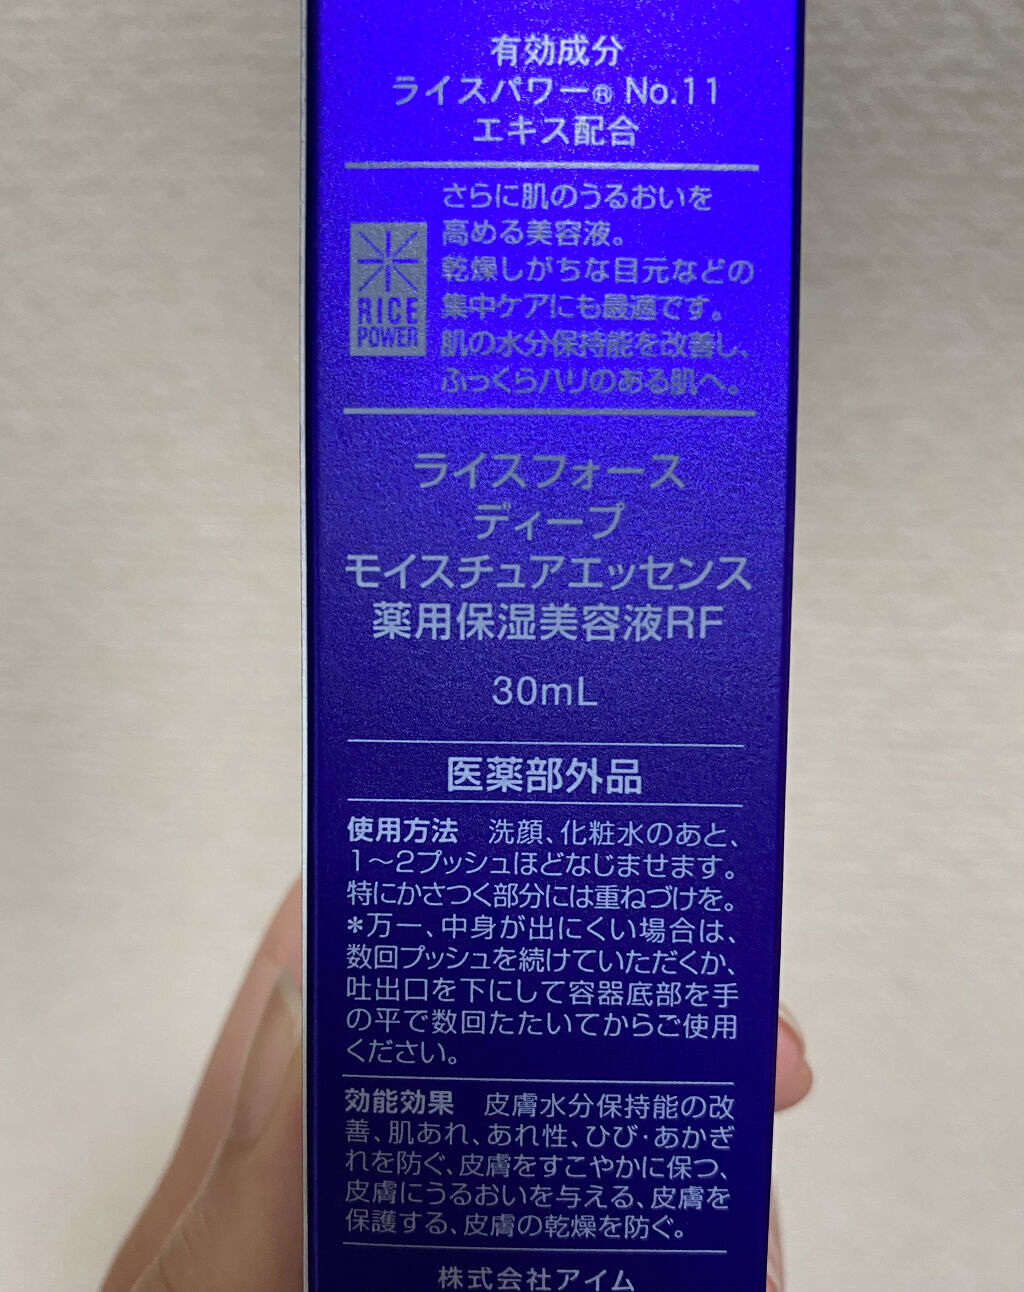 有効成分
ライスパワー® No.11
エキス配合
さらに肌のうるおいを
高める美容液。
乾燥しがちな目元などの
集中ケアにも最適です。
肌の水分保持能を改善し、
ふっくらハリのある肌へ。
RICE
POWER
ライスフォース
ディープ
モイスチュアエッセンス
薬用保湿美容液RF
30mL
医薬部外品
使用方法 洗顔、化粧水のあと、
1～2プッシュほどなじませます。
特にかさつく部分には重ねづけを。
*万一、中身が出にくい場合は、
数回プッシュを続けていただくか、
吐出口を下にして容器底部を手
の平で数回たたいてからご使用
ください。
効能効果 皮膚水分保持能の改
善、肌あれ、あれ性、ひび・あかぎ
れを防ぐ、皮膚をすこやかに保つ、
皮膚にうるおいを与える、皮膚を
保護する、皮膚の乾燥を防ぐ。
株式会社アイム